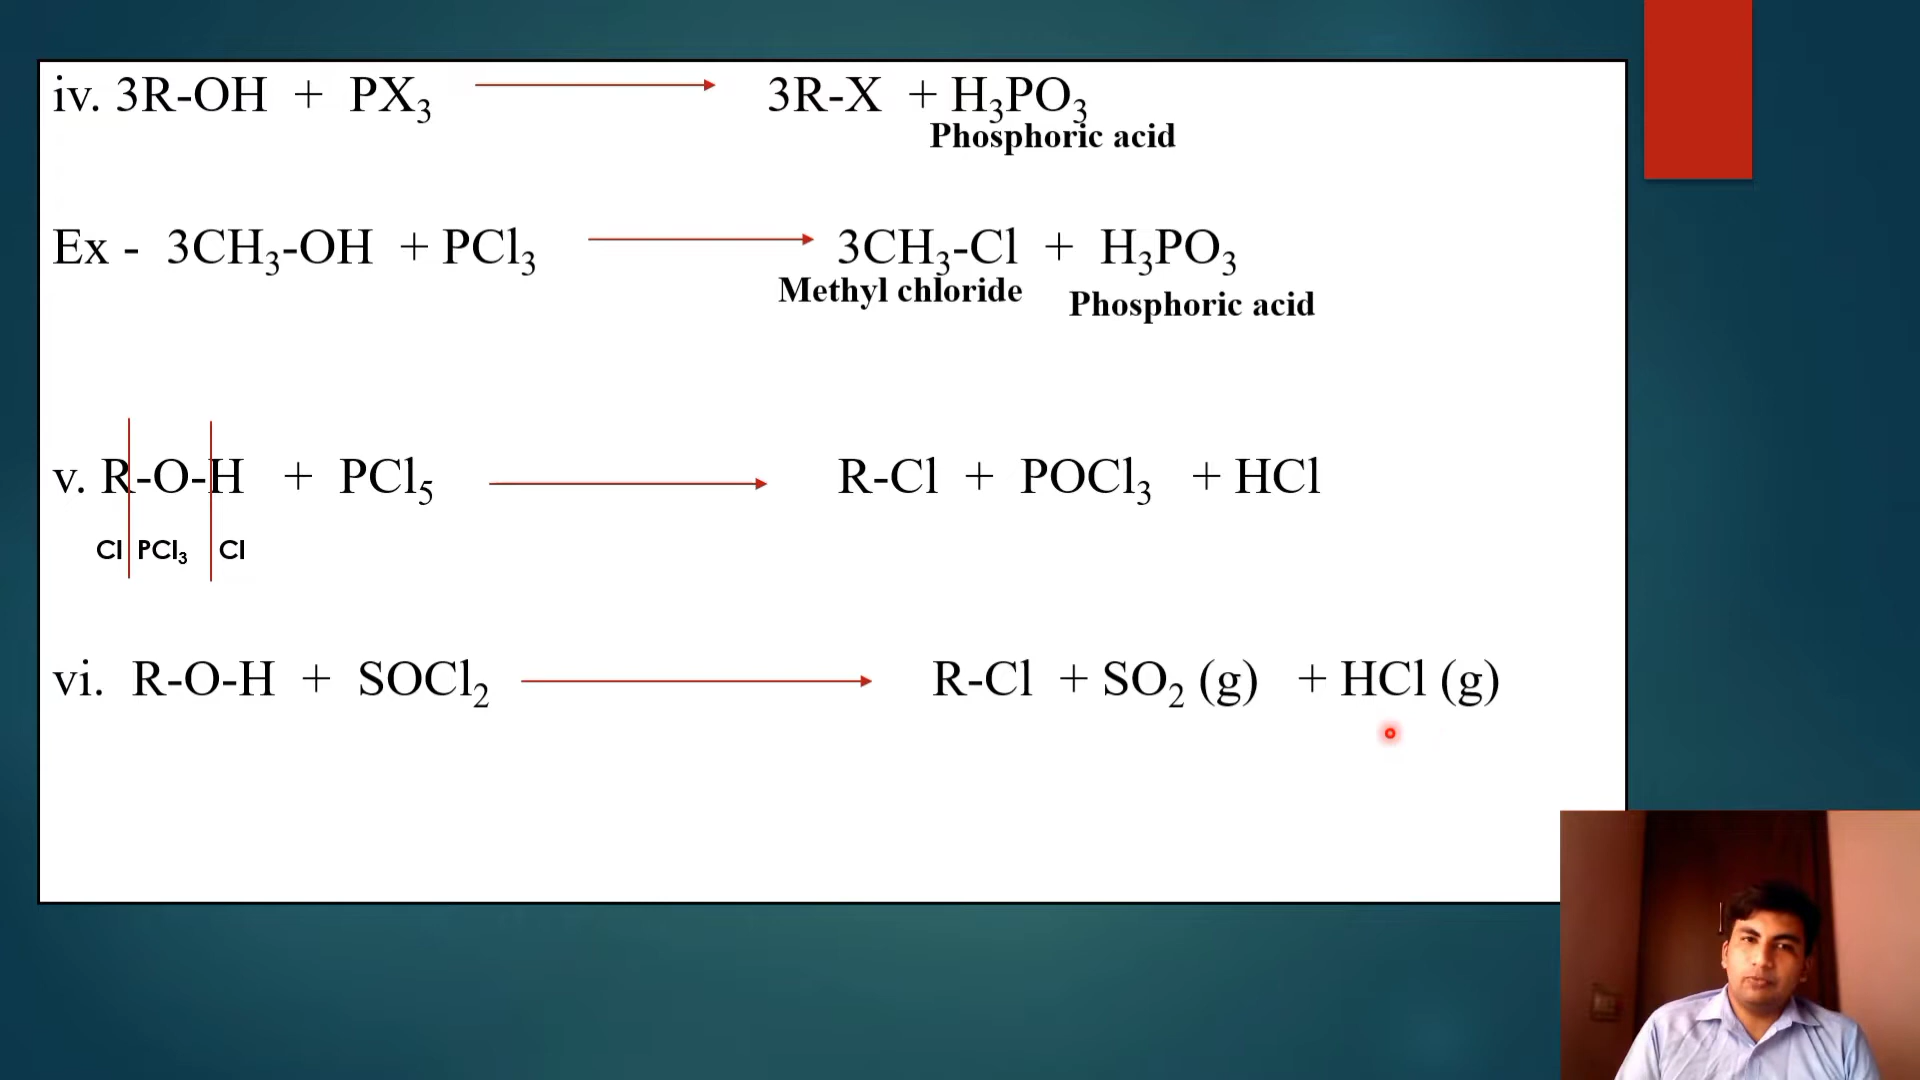 iv. 3R-OH + PX₃ 3R-X + H₃PO₃
Phosphoric acid
Ex - 3CH₃-OH + PCl₃ 3CH₃-Cl + H₃PO₃
Methyl chloride Phosphoric acid
v. R-O-H + PCl₅ R-Cl + POCl₃ + HCl
Cl PCl₃ Cl
vi. R-O-H + SOCl₂ R-Cl + SO₂ (g) + HCl (g)